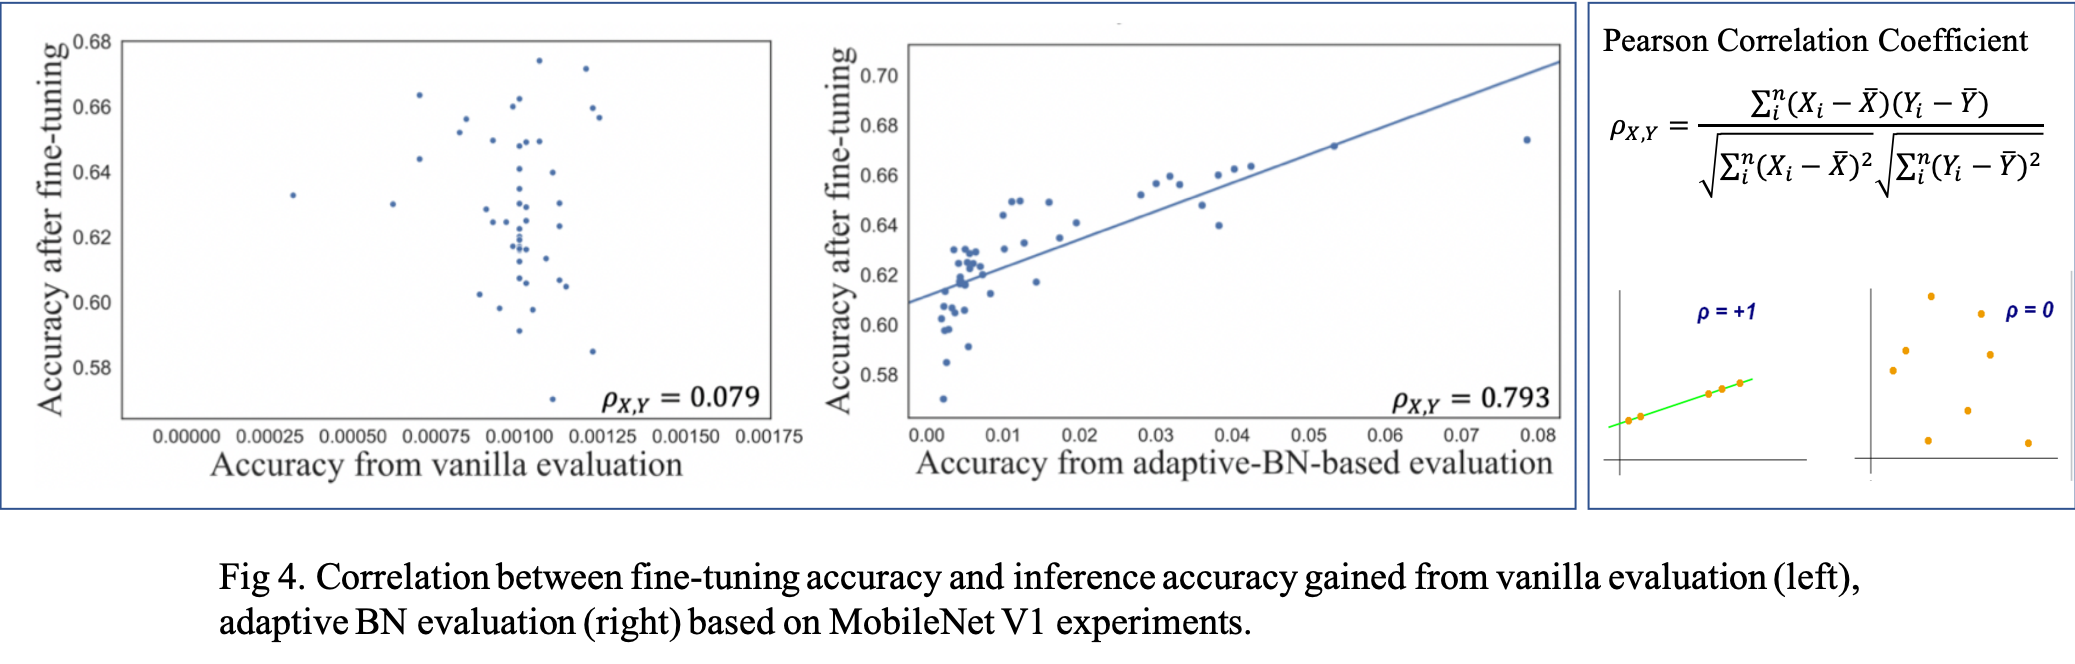 Accuracy after fine-tuning
0.68
0.66
0.64
0.62
0.60
0.58
ρX,Y = 0.079
0.00000 0.00025 0.00050 0.00075 0.00100 0.00125 0.00150 0.00175
Accuracy from vanilla evaluation
Accuracy after fine-tuning
0.70
0.68
0.66
0.64
0.62
0.60
0.58
ρX,Y = 0.793
0.00 0.01 0.02 0.03 0.04 0.05 0.06 0.07 0.08
Accuracy from adaptive-BN-based evaluation
Pearson Correlation Coefficient
ρX,Y = ∑ᵢⁿ(Xᵢ − X̄)(Yᵢ − Ȳ) / √∑ᵢⁿ(Xᵢ − X̄)² √∑ᵢⁿ(Yᵢ − Ȳ)²
ρ = +1
ρ = 0
Fig 4. Correlation between fine-tuning accuracy and inference accuracy gained from vanilla evaluation (left),
adaptive BN evaluation (right) based on MobileNet V1 experiments.